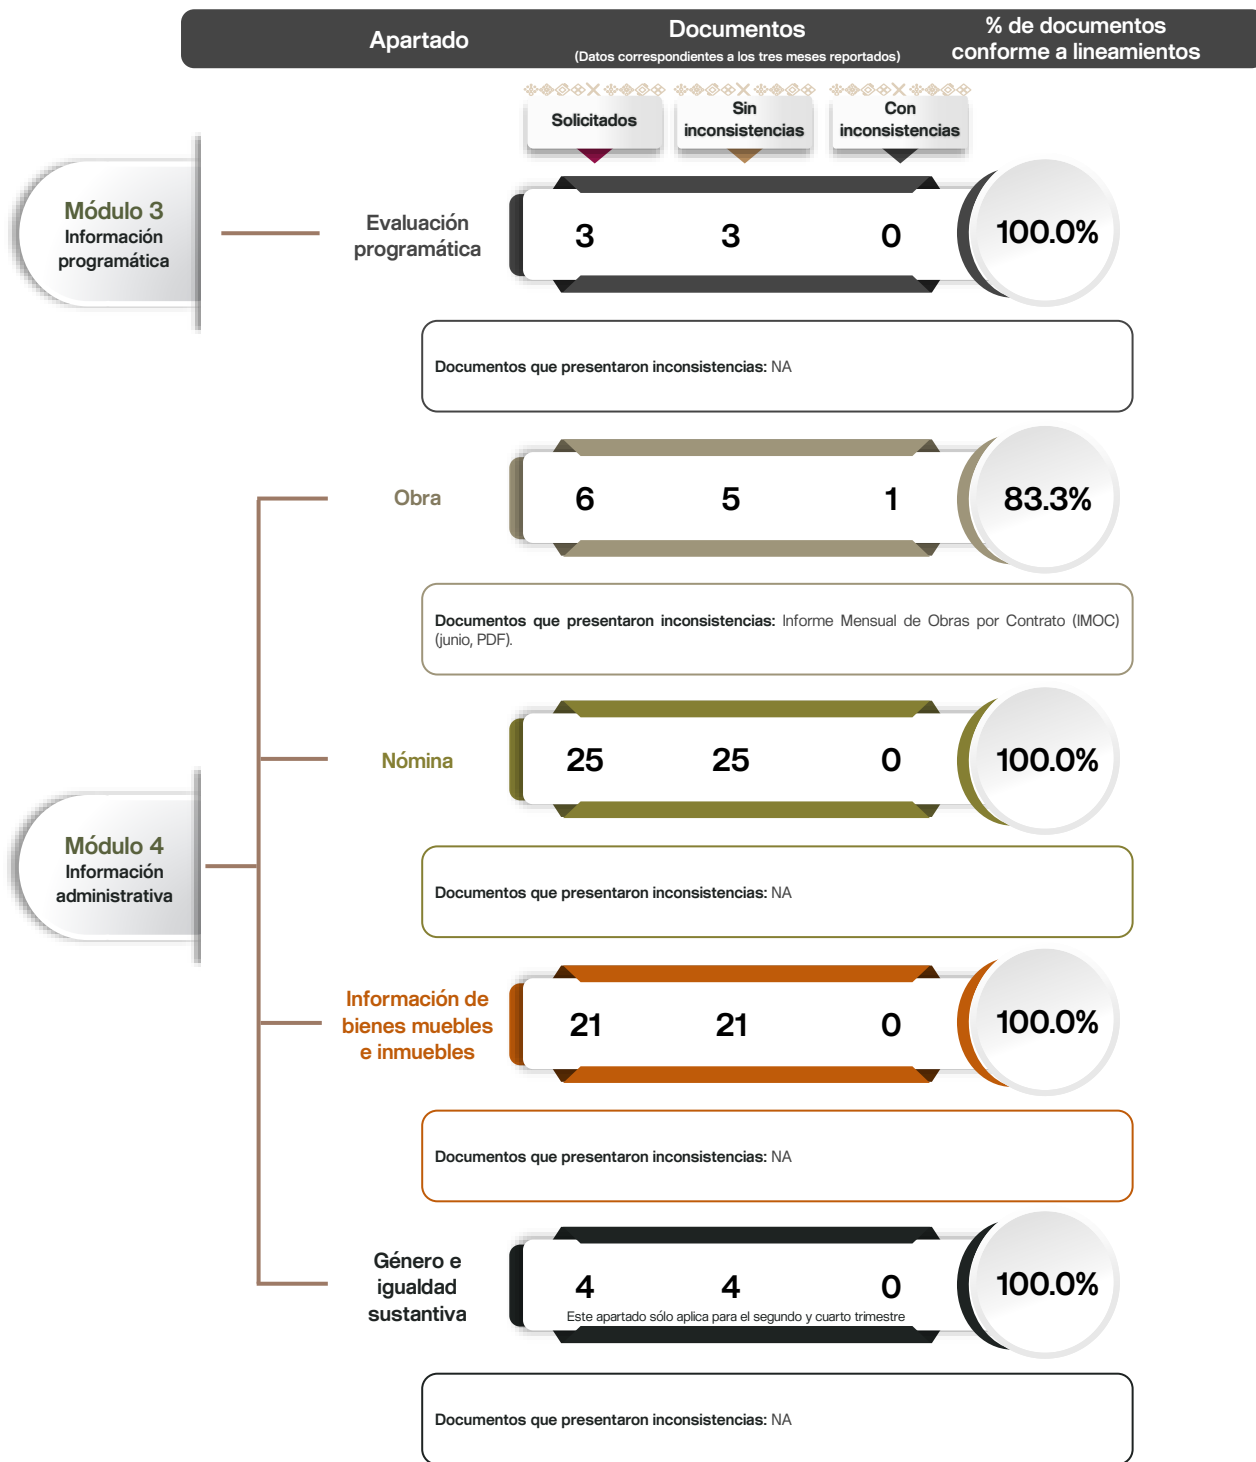 Apartado
Documentos
(Datos correspondientes a los tres meses reportados)
% de documentos
conforme a lineamientos
Solicitados
Sin
inconsistencias
Con
inconsistencias
Módulo 3
Información
programática
Evaluación
programática
3 3 0 100.0%
Documentos que presentaron inconsistencias: NA
Obra
6 5 1 83.3%
Documentos que presentaron inconsistencias: Informe Mensual de Obras por Contrato (IMOC)
(junio, PDF).
Nómina
25 25 0 100.0%
Documentos que presentaron inconsistencias: NA
Módulo 4
Información
administrativa
Información de
bienes muebles
e inmuebles
21 21 0 100.0%
Documentos que presentaron inconsistencias: NA
Género e
igualdad
sustantiva
4 4 0 100.0%
Este apartado sólo aplica para el segundo y cuarto trimestre
Documentos que presentaron inconsistencias: NA